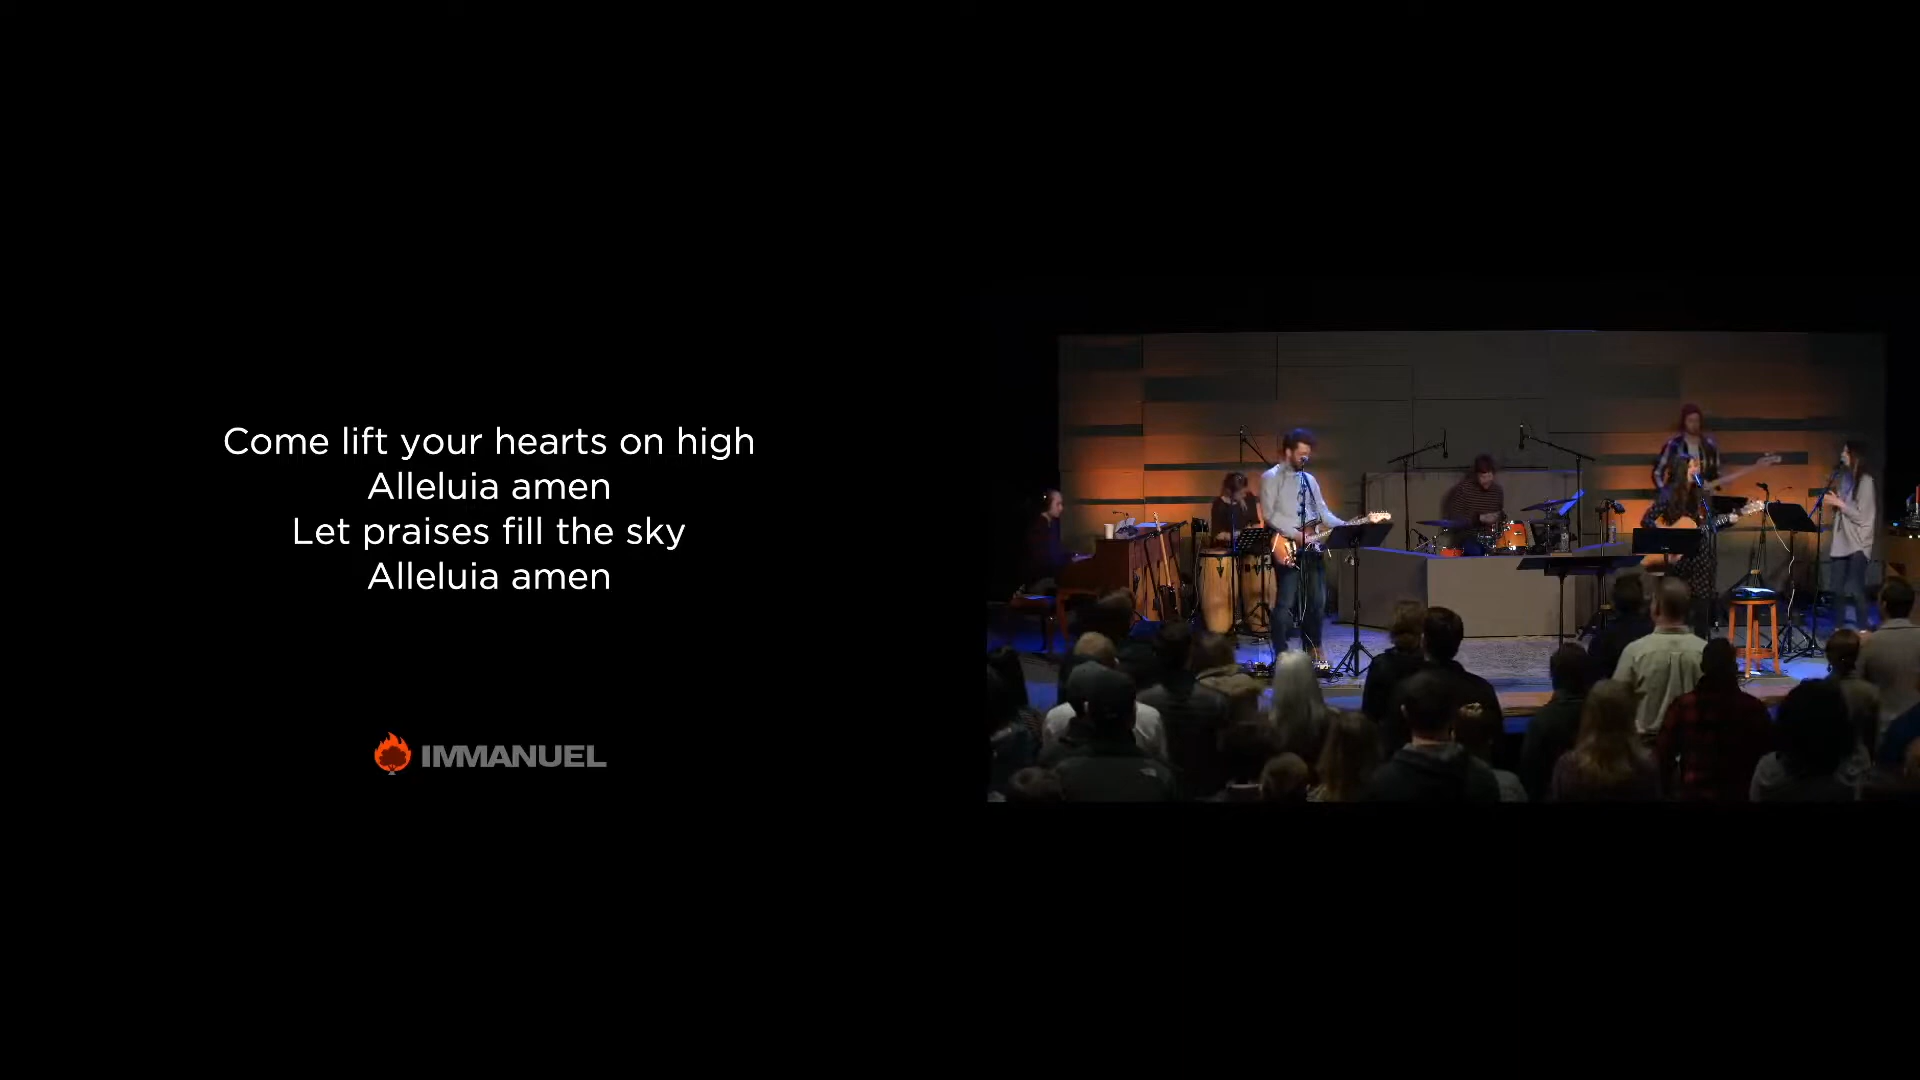 Come lift your hearts on high
Alleluia amen
Let praises fill the sky
Alleluia amen
IMMANUEL